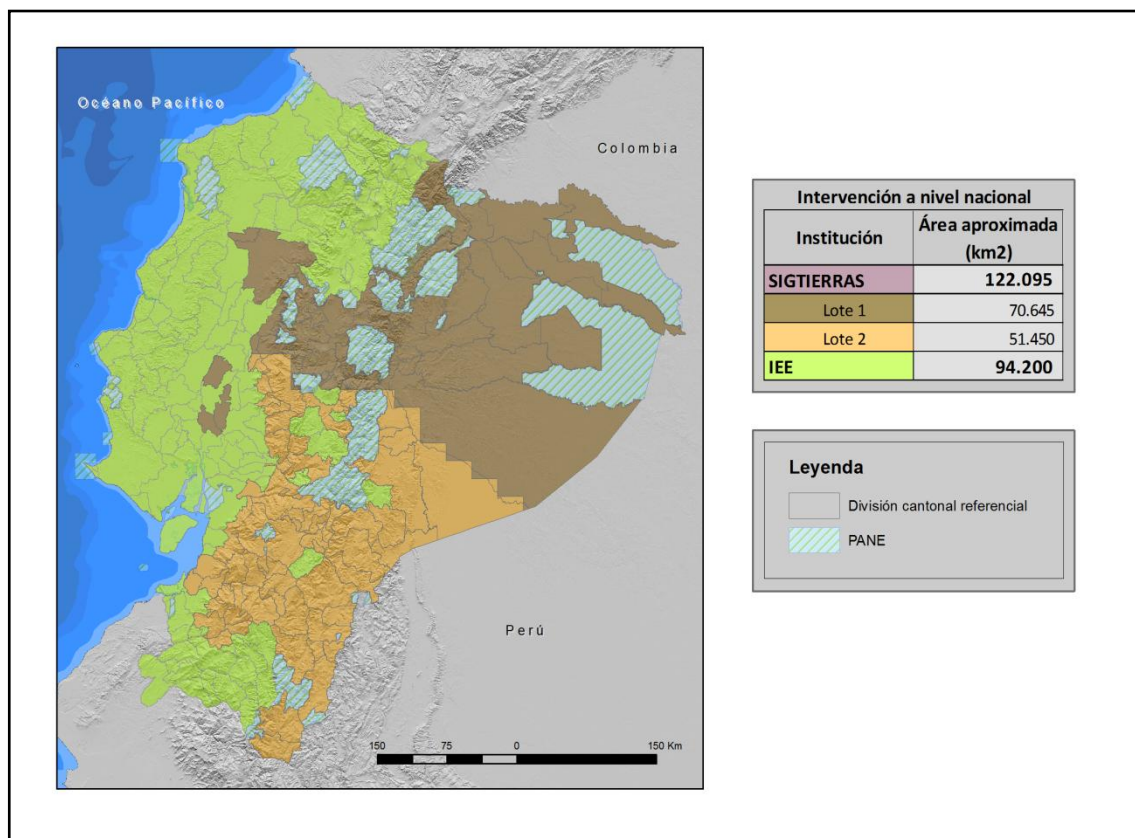 Océano Pacífico
Colombia
Perú
150 75 0 150 Km
Intervención a nivel nacional
Institución Área aproximada
(km2)
SIGTIERRAS 122.095
Lote 1 70.645
Lote 2 51.450
IEE 94.200
Leyenda
División cantonal referencial
PANE